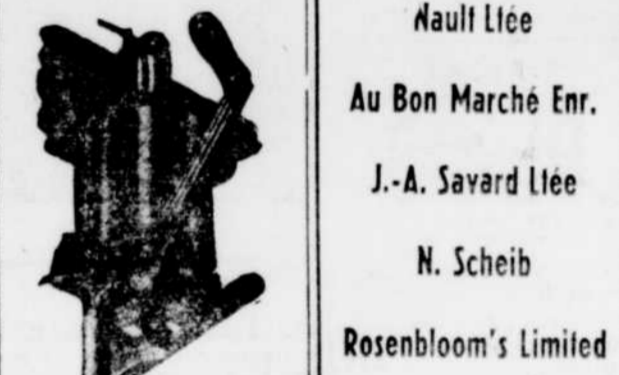 Nault Ltée
Au Bon Marché Enr.
J.-A. Savard Ltée
N. Scheib
Rosenbloom's Limited